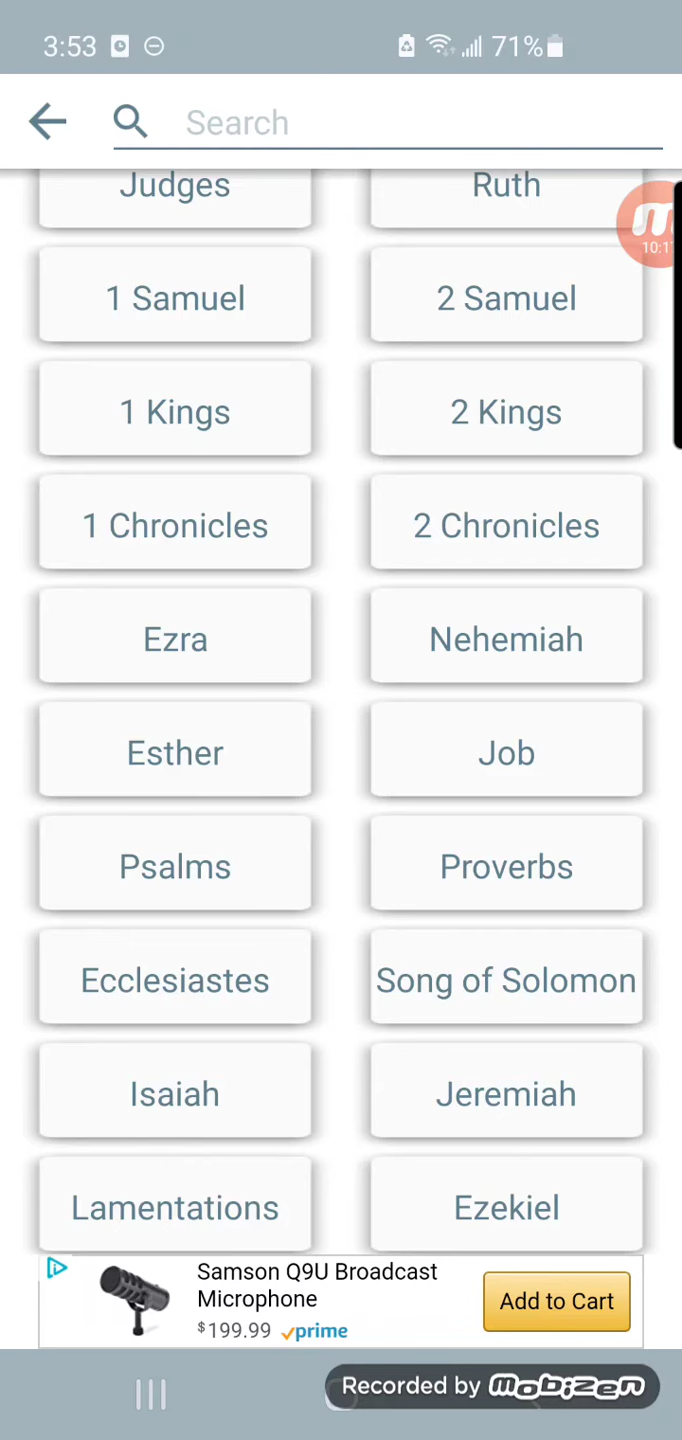 3:53 71%
Search
Judges Ruth
10:1
1 Samuel 2 Samuel
1 Kings 2 Kings
1 Chronicles 2 Chronicles
Ezra Nehemiah
Esther Job
Psalms Proverbs
Ecclesiastes Song of Solomon
Isaiah Jeremiah
Lamentations Ezekiel
Samson Q9U Broadcast
Microphone
$199.99 prime
Add to Cart
Recorded by MOBIZEN